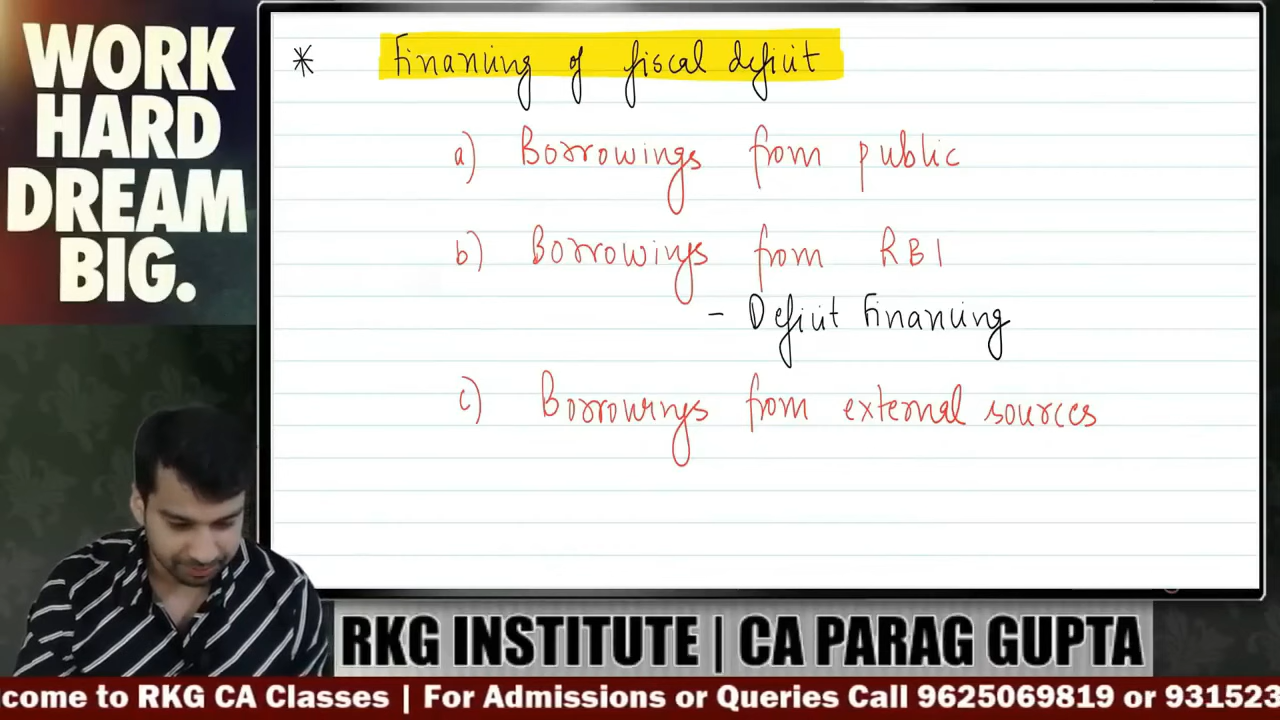 WORK
HARD
DREAM
BIG.
* Financing of fiscal deficit
a) Borrowings from public
b) Borrowings from RBI
- Deficit Financing
c) Borrowings from external sources
RKG INSTITUTE | CA PARAG GUPTA
come to RKG CA Classes | For Admissions or Queries Call 9625069819 or 931523